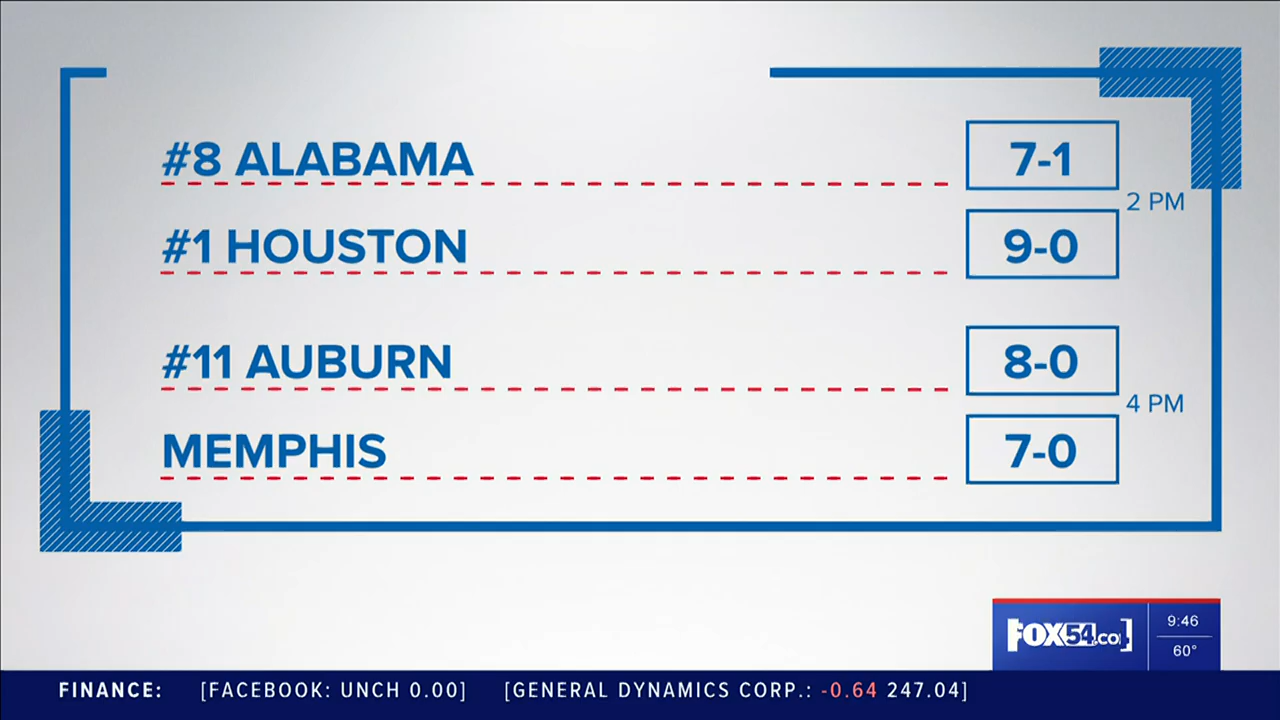 #8 ALABAMA 7-1
2 PM
#1 HOUSTON 9-0
#11 AUBURN 8-0
4 PM
MEMPHIS 7-0
FOX54.co
9:46
60°
FINANCE: [FACEBOOK: UNCH 0.00] [GENERAL DYNAMICS CORP.: -0.64 247.04]